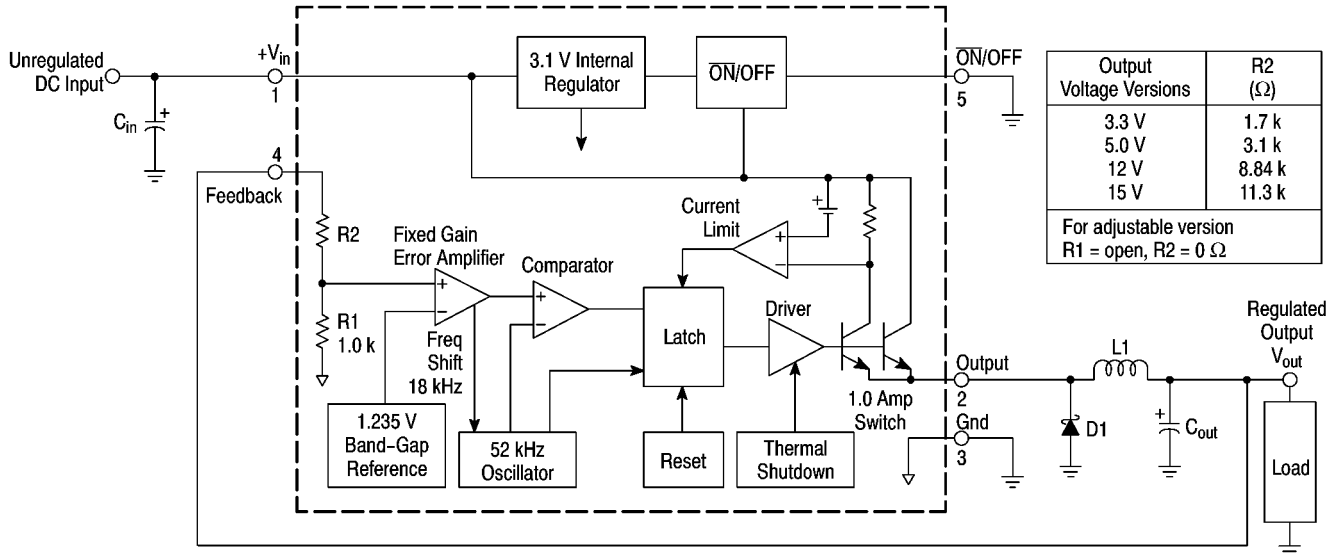 Unregulated
DC Input
+Vin
1
Cin
+
4
Feedback
3.1 V Internal
Regulator
ON/OFF
ON/OFF
5
Output
Voltage Versions
R2
(Ω)
3.3 V
1.7 k
5.0 V
3.1 k
12 V
8.84 k
15 V
11.3 k
For adjustable version
R1 = open, R2 = 0 Ω
R2
R1
1.0 k
Fixed Gain
Error Amplifier
+
−
Comparator
+
−
Freq
Shift
18 kHz
Current
Limit
+
+
−
Latch
Driver
1.0 Amp
Switch
1.235 V
Band−Gap
Reference
52 kHz
Oscillator
Reset
Thermal
Shutdown
Output
2
Gnd
3
L1
D1
+
Cout
Regulated
Output
Vout
Load